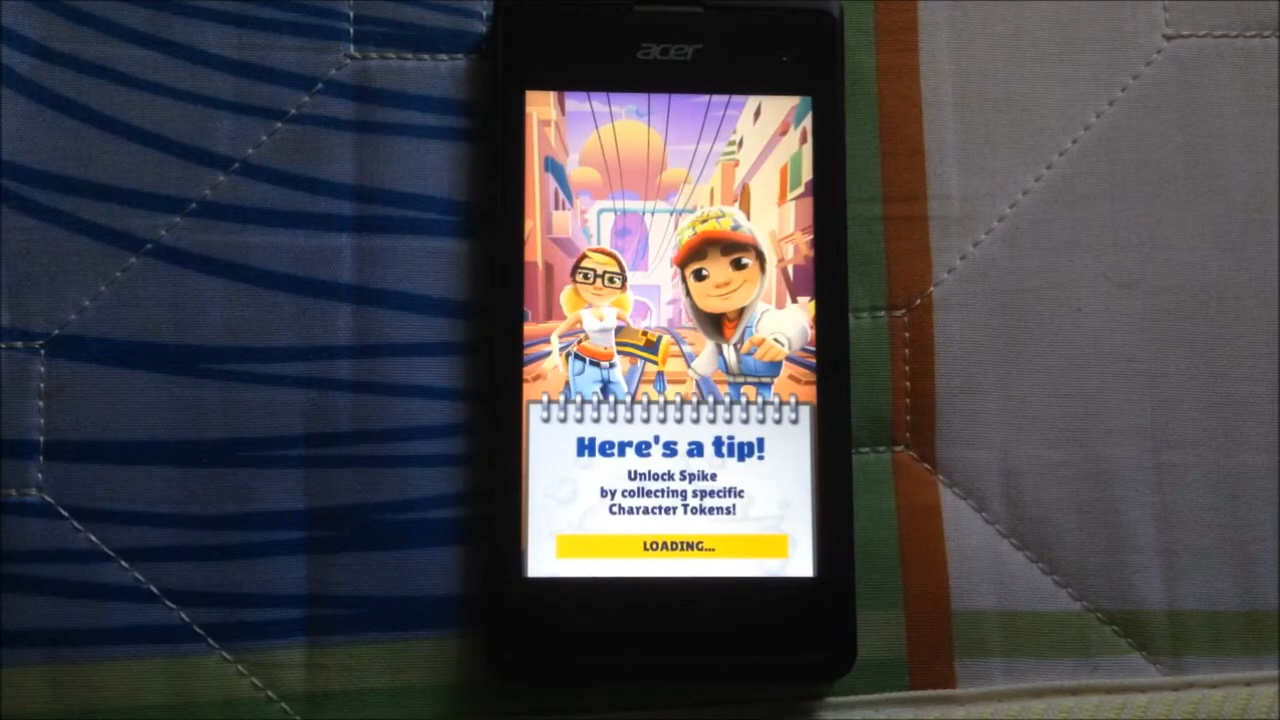 acer
Here's a tip!
Unlock Spike
by collecting specific
Character Tokens!
LOADING...